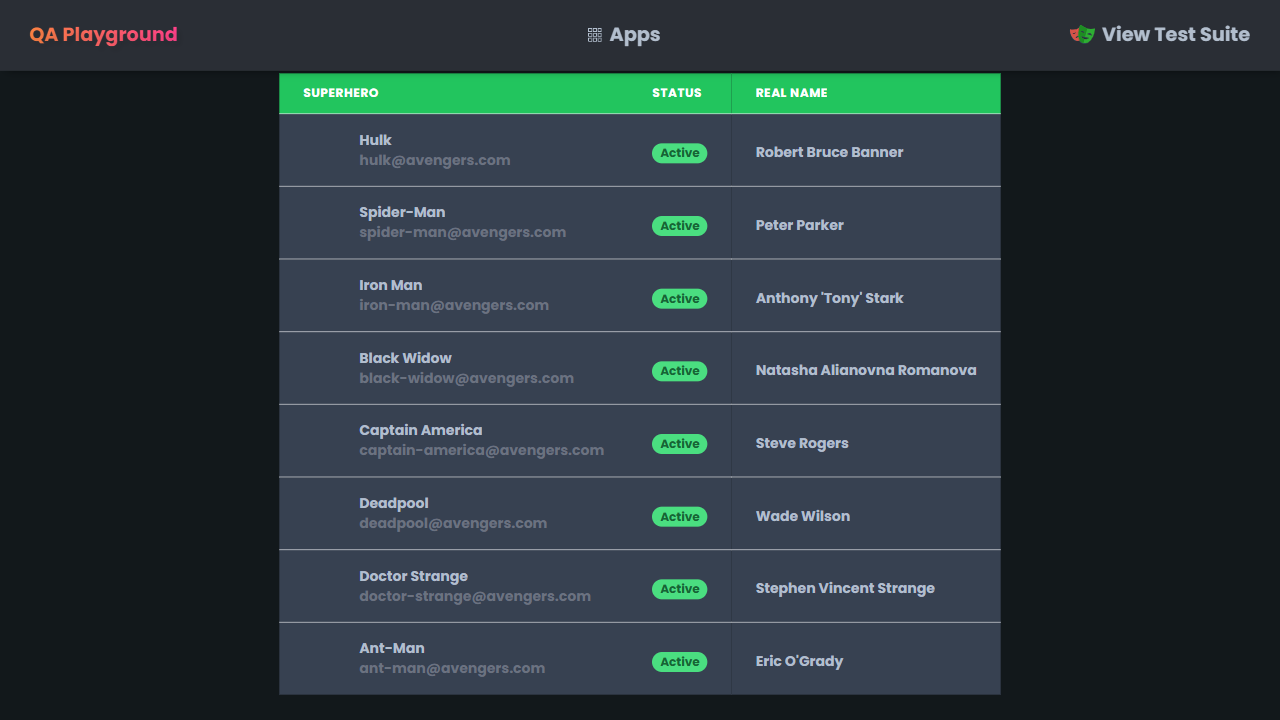 QA Playground
Apps
View Test Suite
SUPERHERO STATUS REAL NAME
Hulk
hulk@avengers.com
Active
Robert Bruce Banner
Spider-Man
spider-man@avengers.com
Active
Peter Parker
Iron Man
iron-man@avengers.com
Active
Anthony 'Tony' Stark
Black Widow
black-widow@avengers.com
Active
Natasha Alianovna Romanova
Captain America
captain-america@avengers.com
Active
Steve Rogers
Deadpool
deadpool@avengers.com
Active
Wade Wilson
Doctor Strange
doctor-strange@avengers.com
Active
Stephen Vincent Strange
Ant-Man
ant-man@avengers.com
Active
Eric O'Grady